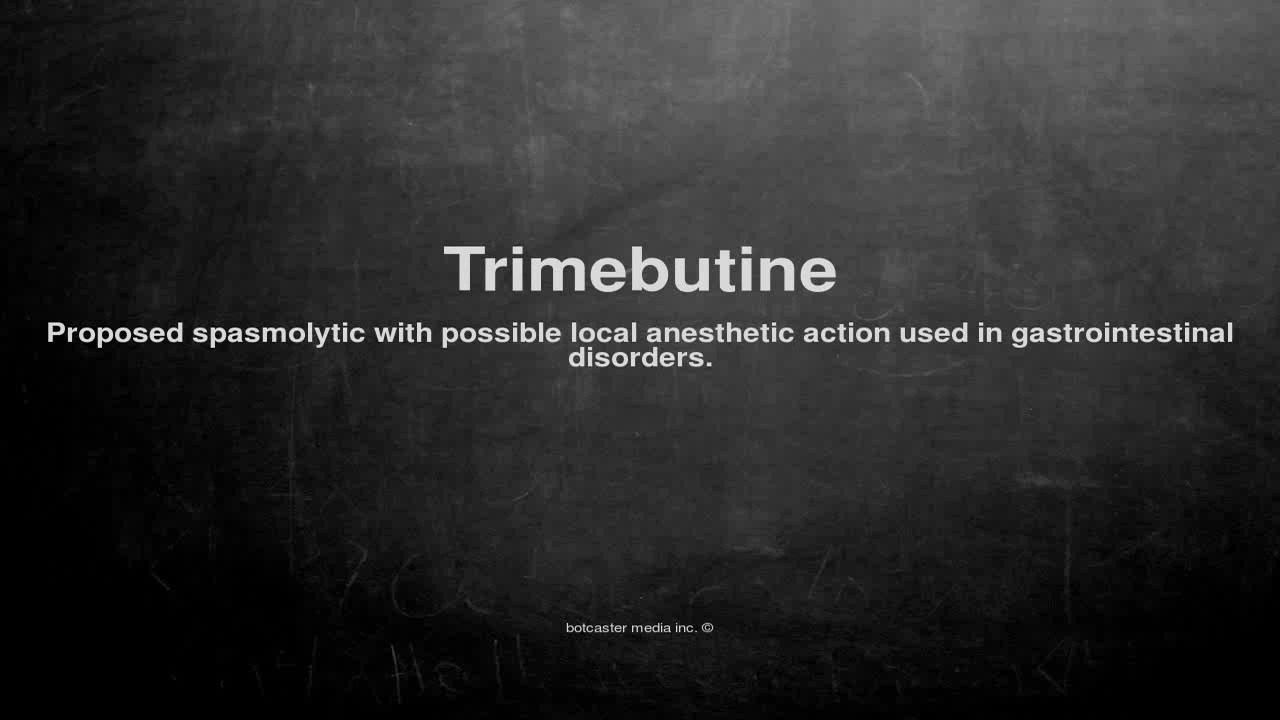 Trimebutine
Proposed spasmolytic with possible local anesthetic action used in gastrointestinal
disorders.
botcaster media inc. ©